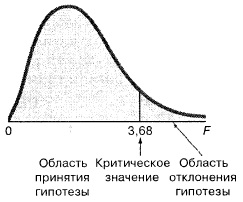 0 3,68 F
Область Критическое Область
принятия значение отклонения
гипотезы гипотезы